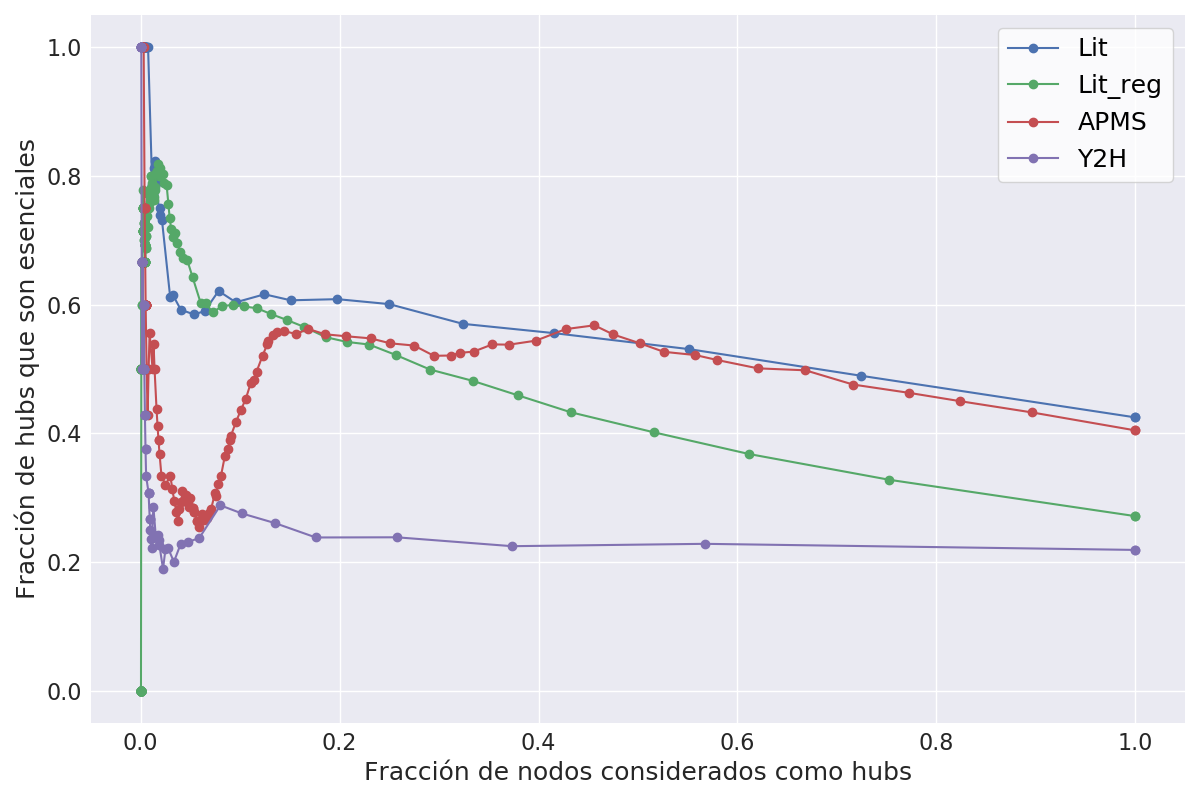 Fracción de hubs que son esenciales
1.0
0.8
0.6
0.4
0.2
0.0
Lit
Lit_reg
APMS
Y2H
0.0 0.2 0.4 0.6 0.8 1.0
Fracción de nodos considerados como hubs